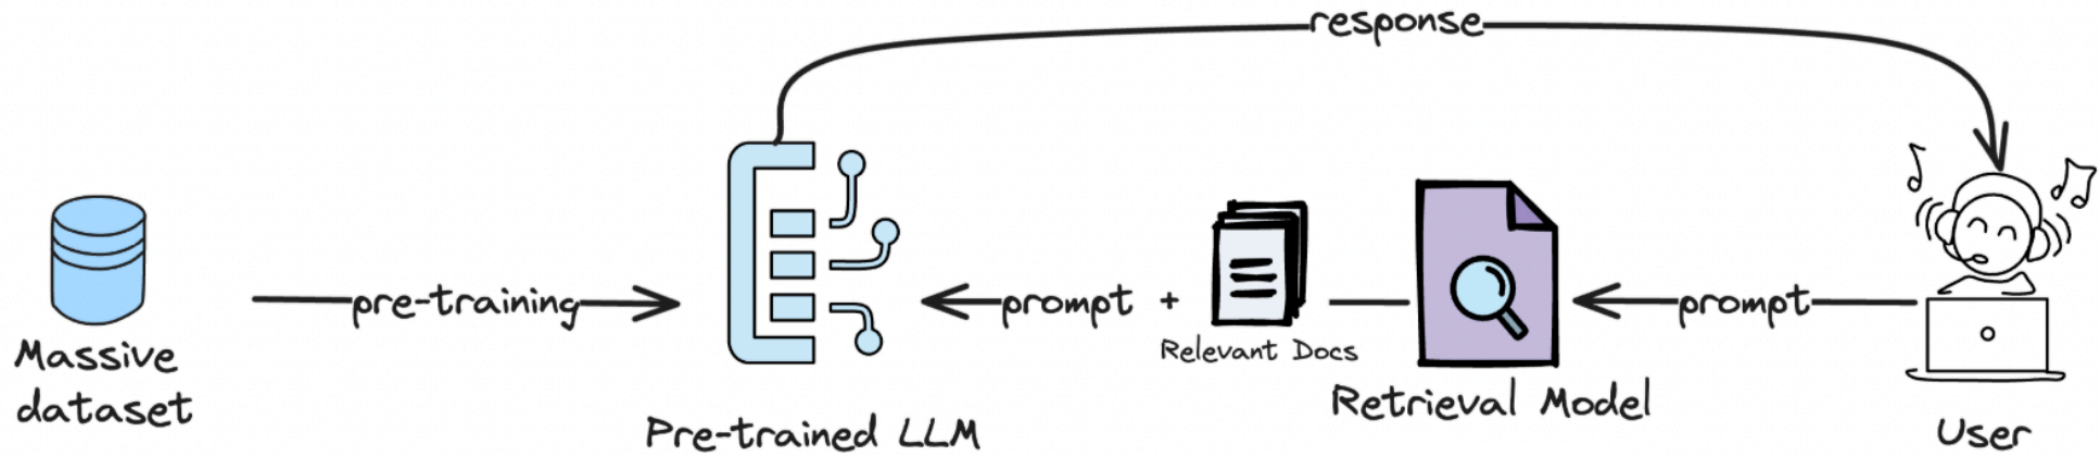 response
pre-training
prompt +
prompt
Relevant Docs
Massive
dataset
Retrieval Model
Pre-trained LLM
User